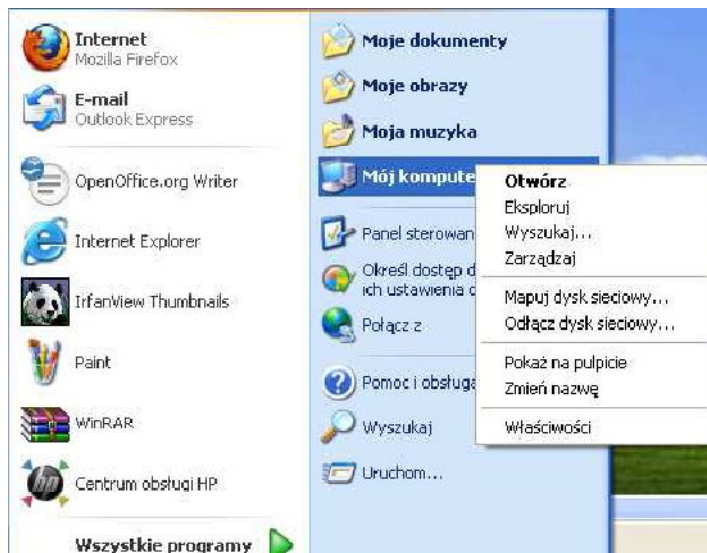 Internet
Mozilla Firefox
E-mail
Outlook Express
OpenOffice.org Writer
Internet Explorer
IrfanView Thumbnails
Paint
WinRAR
Centrum obsługi HP
Wszystkie programy
Moje dokumenty
Moje obrazy
Moja muzyka
Mój kompute
Panel sterowan
Określ dostęp d
ich ustawienia
Połącz z
Pomoc i obsługa
Wyszukaj
Uruchom...
Otwórz
Eksploruj
Wyszukaj...
Zarządzaj
Mapuj dysk sieciowy...
Odłącz dysk sieciowy...
Pokaż na pulpicie
Zmień nazwę
Właściwości